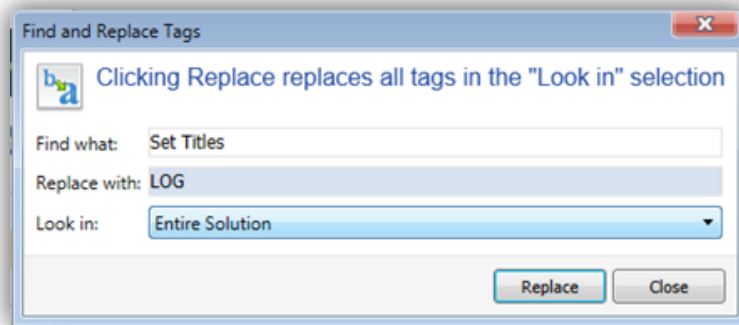 Find and Replace Tags
Clicking Replace replaces all tags in the "Look in" selection
Find what: Set Titles
Replace with: LOG
Look in: Entire Solution
Replace Close